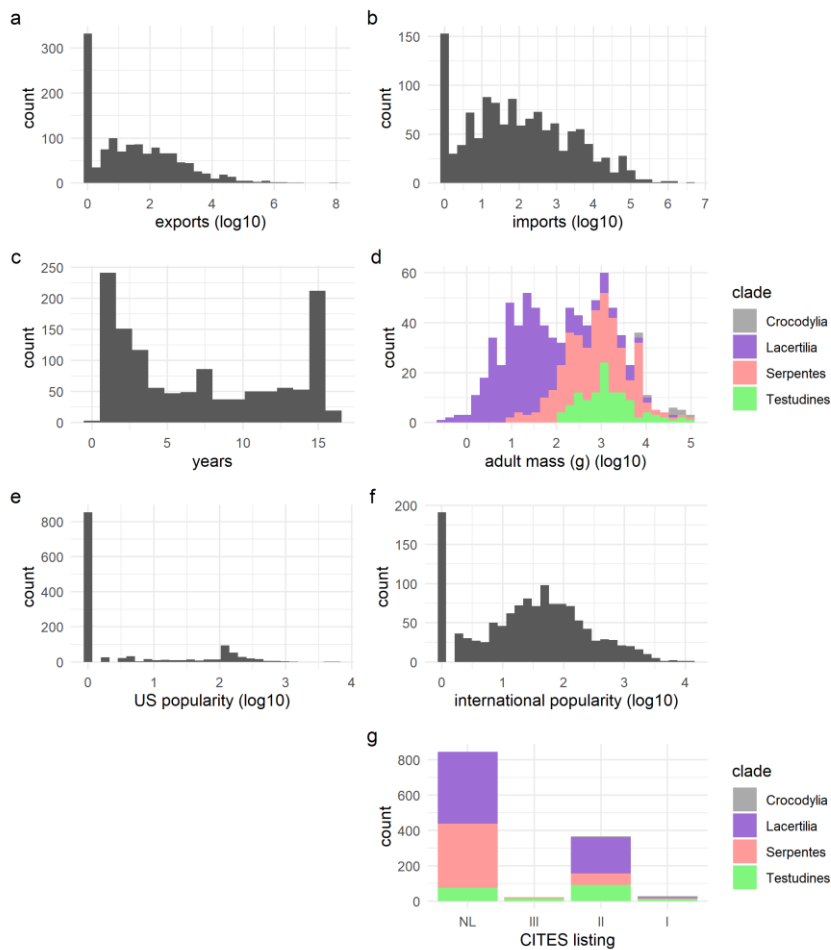 a
300
200
100
0
count
0 2 4 6 8
exports (log10)
b
150
100
50
0
count
0 1 2 3 4 5 6 7
imports (log10)
c
250
200
150
100
50
0
count
0 5 10 15
years
d
60
40
20
0
count
0 1 2 3 4 5
adult mass (g) (log10)
clade
Crocodylia
Lacertilia
Serpentes
Testudines
e
800
600
400
200
0
count
0 1 2 3 4
US popularity (log10)
f
200
150
100
50
0
count
0 1 2 3 4
international popularity (log10)
g
800
600
400
200
0
count
NL III II I
CITES listing
clade
Crocodylia
Lacertilia
Serpentes
Testudines